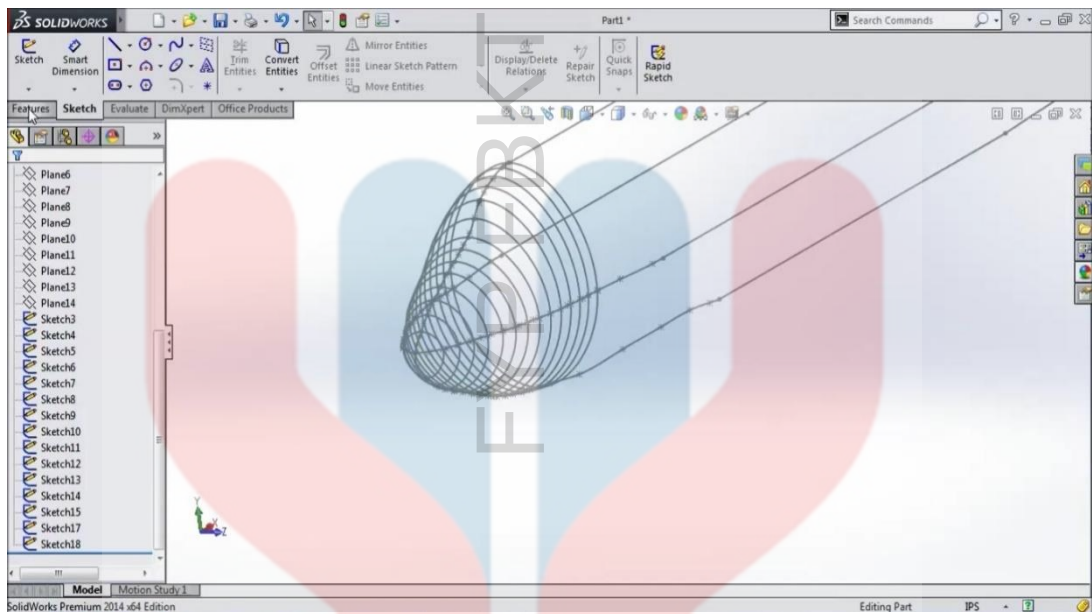 SOLIDWORKS
Part1 *
Search Commands
Sketch
Smart Dimension
Trim Entities
Convert Entities
Offset Entities
Mirror Entities
Linear Sketch Pattern
Move Entities
Display/Delete Relations
Repair Sketch
Quick Snaps
Rapid Sketch
Features
Sketch
Evaluate
DimXpert
Office Products
Plane6
Plane7
Plane8
Plane9
Plane10
Plane11
Plane12
Plane13
Plane14
Sketch3
Sketch4
Sketch5
Sketch6
Sketch7
Sketch8
Sketch9
Sketch10
Sketch11
Sketch12
Sketch13
Sketch14
Sketch15
Sketch17
Sketch18
FYP FBKT
Y
X
Z
Model
Motion Study 1
SolidWorks Premium 2014 x64 Edition
Editing Part
IPS